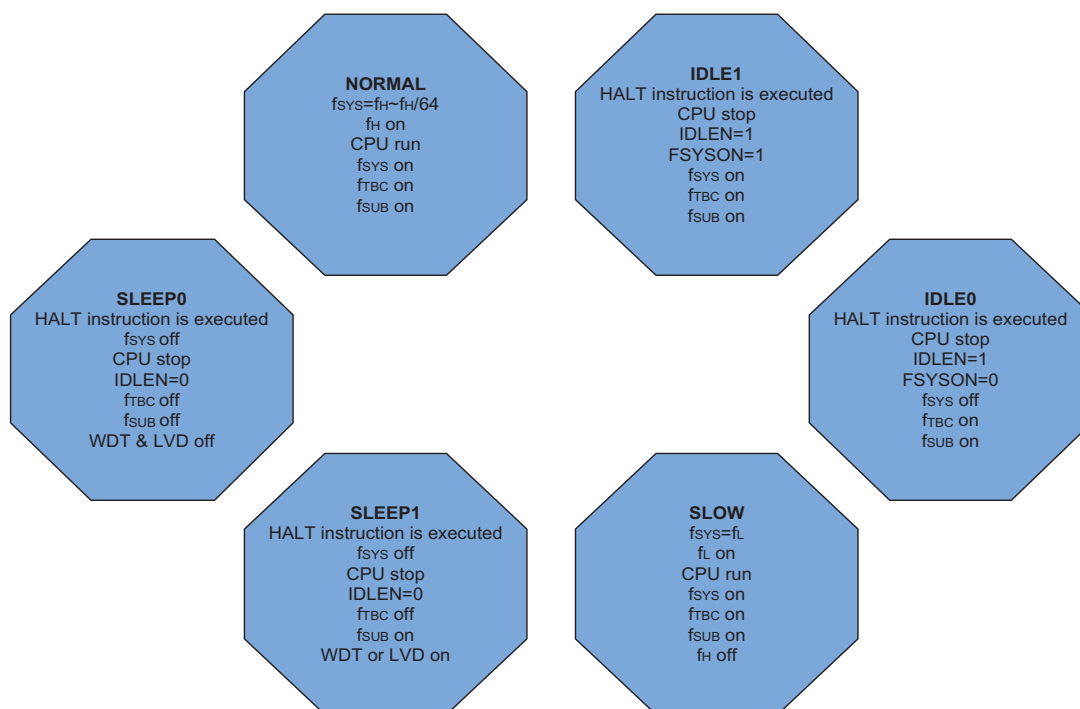 NORMAL
fSYS=fH~fH/64
fH on
CPU run
fSYS on
fTBC on
fSUB on
IDLE1
HALT instruction is executed
CPU stop
IDLEN=1
FSYSON=1
fSYS on
fTBC on
fSUB on
SLEEP0
HALT instruction is executed
fSYS off
CPU stop
IDLEN=0
fTBC off
fSUB off
WDT & LVD off
IDLE0
HALT instruction is executed
CPU stop
IDLEN=1
FSYSON=0
fSYS off
fTBC on
fSUB on
SLEEP1
HALT instruction is executed
fSYS off
CPU stop
IDLEN=0
fTBC off
fSUB on
WDT or LVD on
SLOW
fSYS=fL
fL on
CPU run
fSYS on
fTBC on
fSUB on
fH off